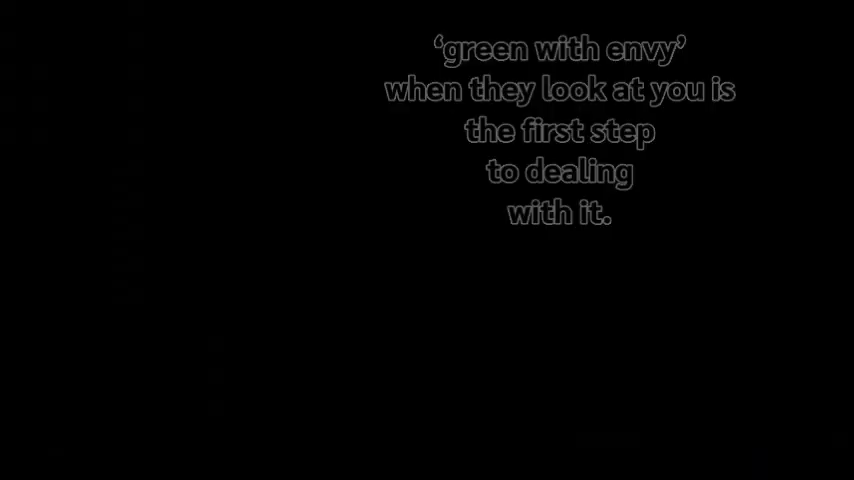 ‘green with envy’
when they look at you is
the first step
to dealing
with it.